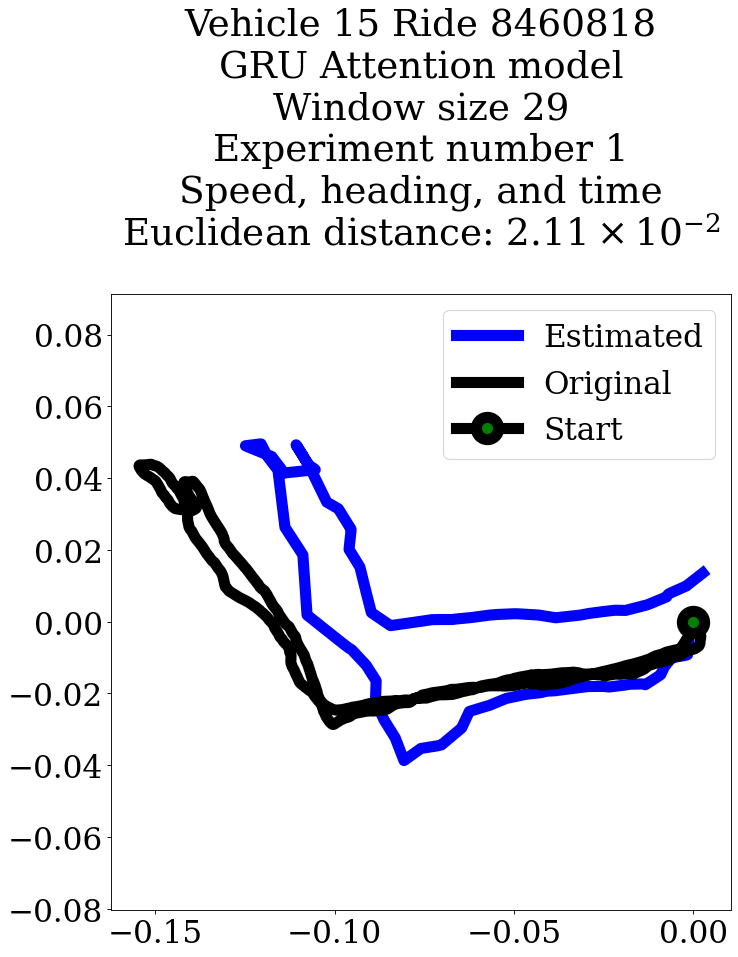 Vehicle 15 Ride 8460818
GRU Attention model
Window size 29
Experiment number 1
Speed, heading, and time
Euclidean distance: 2.11 × 10⁻²
Estimated
Original
Start
0.08
0.06
0.04
0.02
0.00
−0.02
−0.04
−0.06
−0.08
−0.15 −0.10 −0.05 0.00